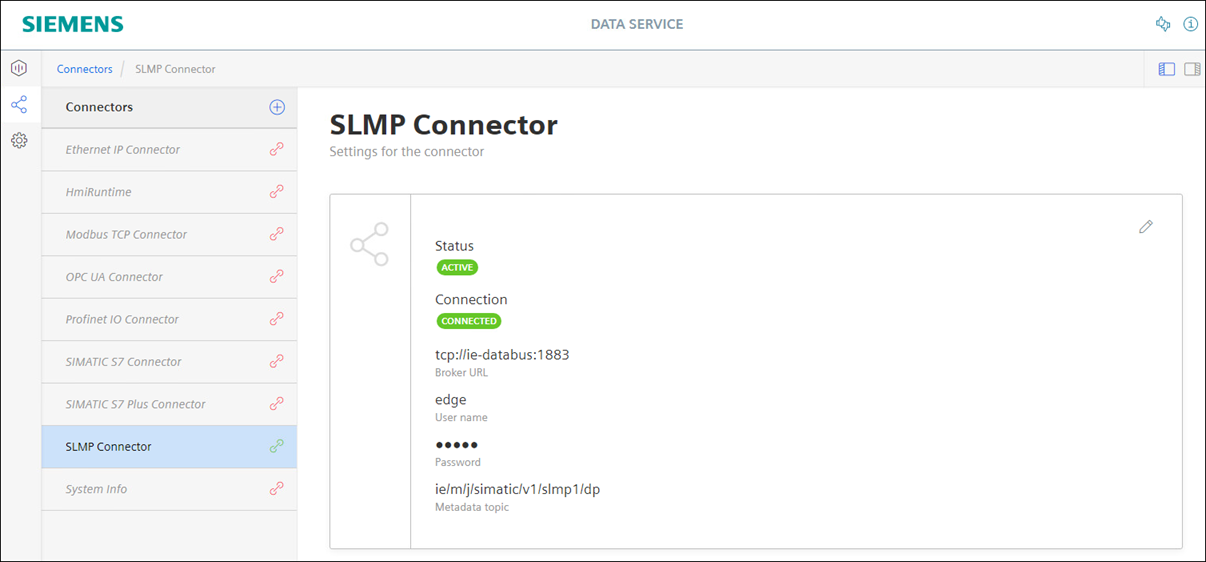 SIEMENS
DATA SERVICE
Connectors / SLMP Connector
Connectors
Ethernet IP Connector
HmiRuntime
Modbus TCP Connector
OPC UA Connector
Profinet IO Connector
SIMATIC S7 Connector
SIMATIC S7 Plus Connector
SLMP Connector
System Info
SLMP Connector
Settings for the connector
Status
ACTIVE
Connection
CONNECTED
tcp://ie-databus:1883
Broker URL
edge
User name
●●●●●
Password
ie/m/j/simatic/v1/slmp1/dp
Metadata topic